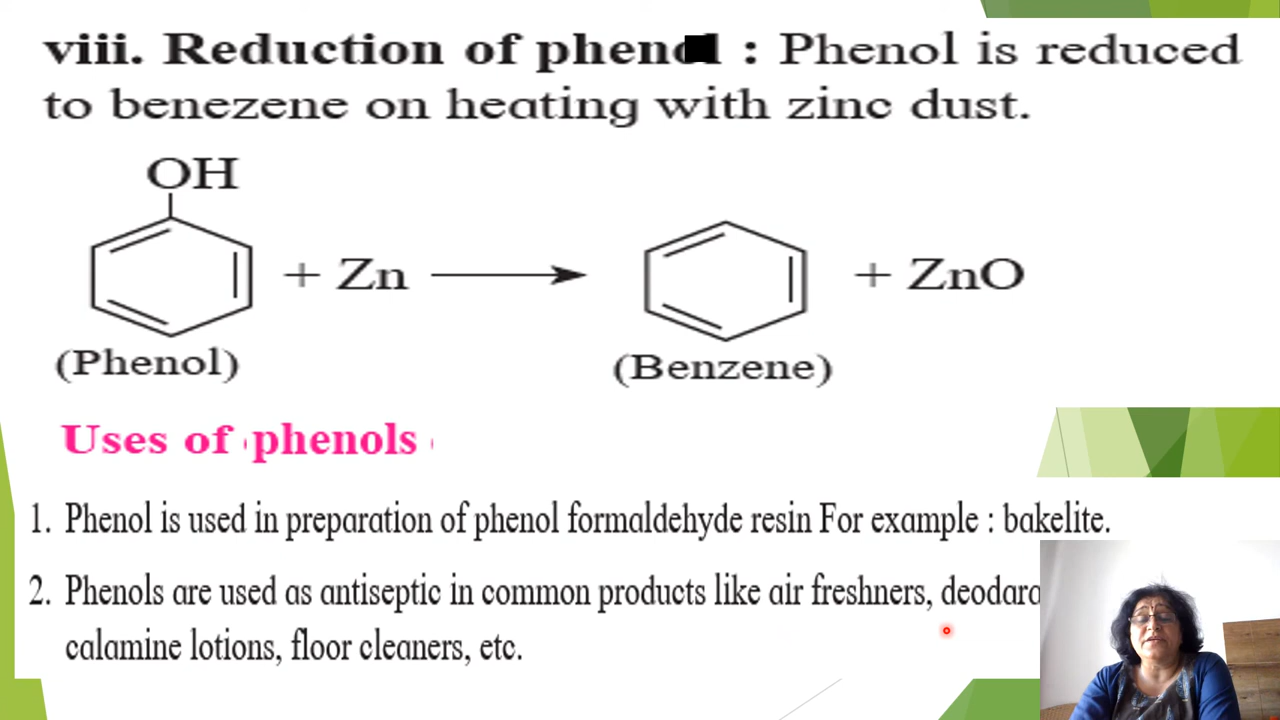 viii. Reduction of phenol : Phenol is reduced
to benezene on heating with zinc dust.
OH
+ Zn
+ ZnO
(Phenol)
(Benzene)
Uses of phenols
1. Phenol is used in preparation of phenol formaldehyde resin For example : bakelite.
2. Phenols are used as antiseptic in common products like air freshners,
calamine lotions, floor cleaners, etc.